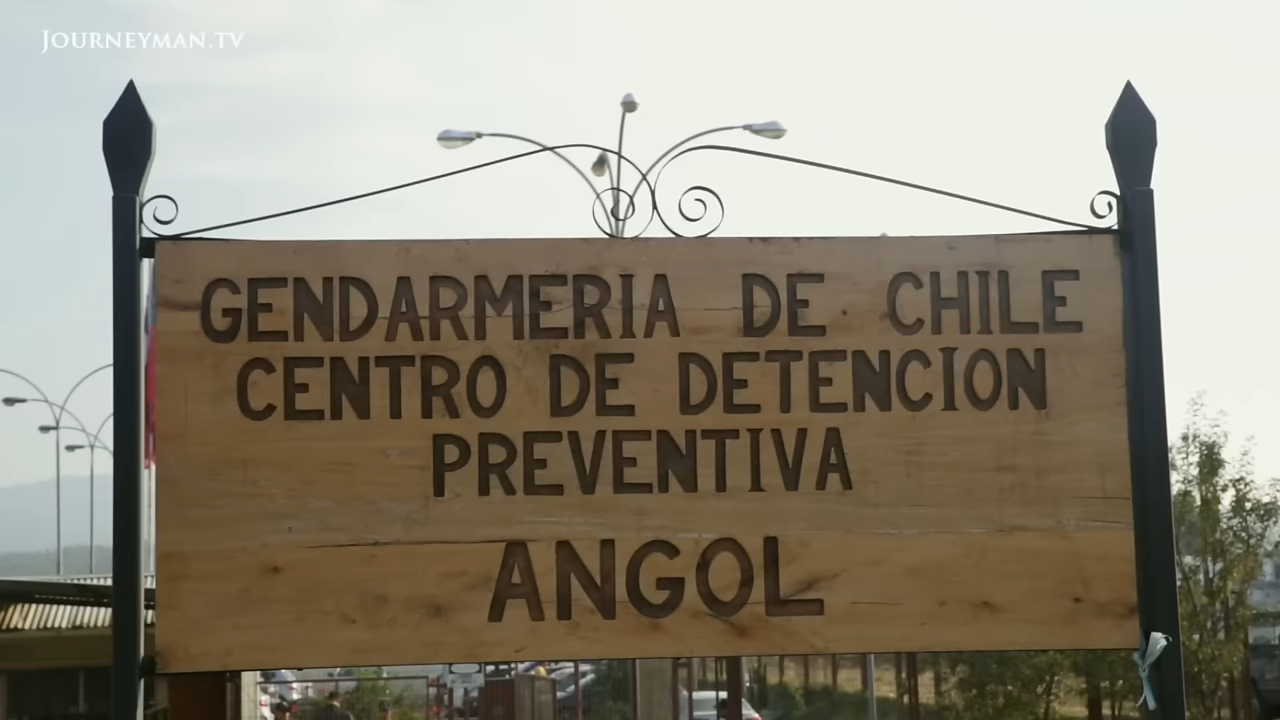 JOURNEYMAN.TV
GENDARMERIA DE CHILE
CENTRO DE DETENCION
PREVENTIVA
ANGOL